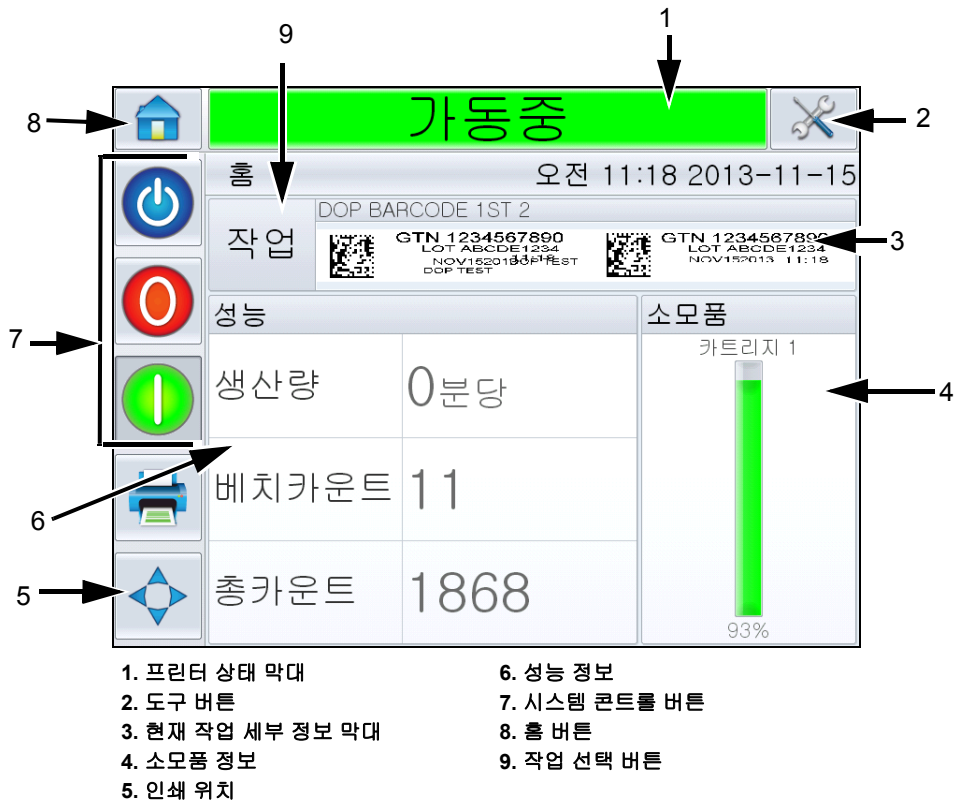 1
9
8
가동중
2
홈
오전 11:18 2013-11-15
작업
DOP BARCODE 1ST 2
GTN 1234567890
LOT ABCDE1234
DOP TEST
GTN 1234567890
LOT ABCDE1234
NOV152013 11:18
3
7
성능
소모품
카트리지 1
생산량
0분당
4
베치카운트
11
6
총카운트
1868
5
93%
1. 프린터 상태 막대
2. 도구 버튼
3. 현재 작업 세부 정보 막대
4. 소모품 정보
5. 인쇄 위치
6. 성능 정보
7. 시스템 콘트롤 버튼
8. 홈 버튼
9. 작업 선택 버튼